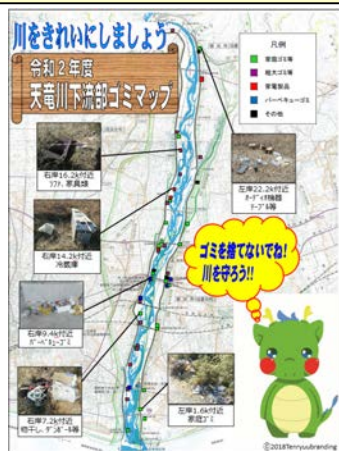 川をきれいにしましょう
令和2年度
天竜川下流部ゴミマップ
凡例
家庭ゴミ等
粗大ゴミ等
家電製品
バーベキューゴミ
その他
右岸16.2k付近
ソファ、家具類
左岸22.2k付近
オーディオ機器
テーブル等
右岸14.2k付近
冷蔵庫
ゴミを捨てないでね!
川を守ろう!!
右岸9.4k付近
バーベキューゴミ
右岸7.2k付近
物干し、ダンボール等
左岸1.6k付近
家庭ゴミ
©2018Tenryuubranding